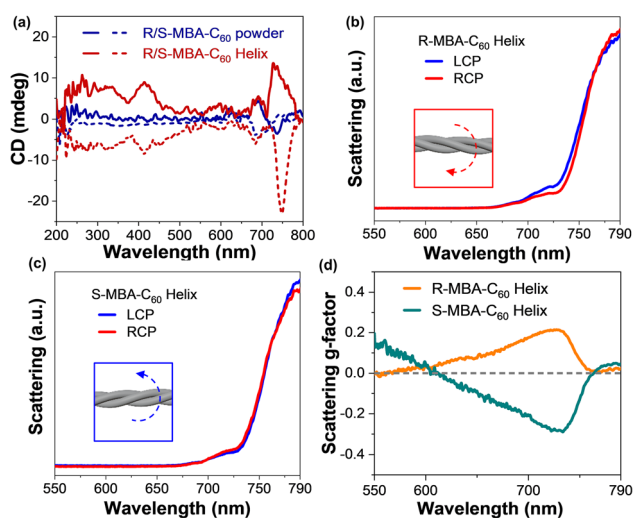 (a)
R/S-MBA-C60 powder
R/S-MBA-C60 Helix
CD (mdeg)
20
10
0
-10
-20
200 300 400 500 600 700 800
Wavelength (nm)
(b)
R-MBA-C60 Helix
LCP
RCP
Scattering (a.u.)
550 600 650 700 750 790
Wavelength (nm)
(c)
S-MBA-C60 Helix
LCP
RCP
Scattering (a.u.)
550 600 650 700 750 790
Wavelength (nm)
(d)
R-MBA-C60 Helix
S-MBA-C60 Helix
Scattering g-factor
0.4
0.2
0.0
-0.2
-0.4
550 600 700 790
Wavelength (nm)